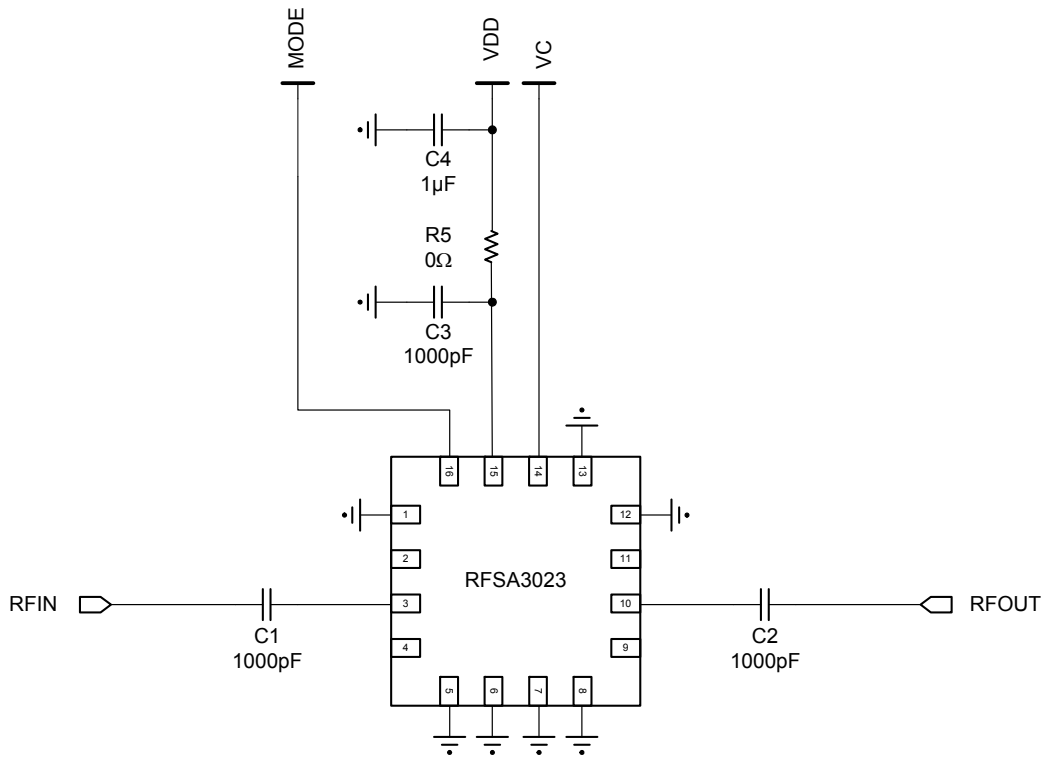 MODE
VDD
VC
C4
1µF
R5
0Ω
C3
1000pF
16
15
14
13
1
2
3
4
12
11
10
9
RFSA3023
RFIN
C1
1000pF
C2
1000pF
RFOUT
5
6
7
8